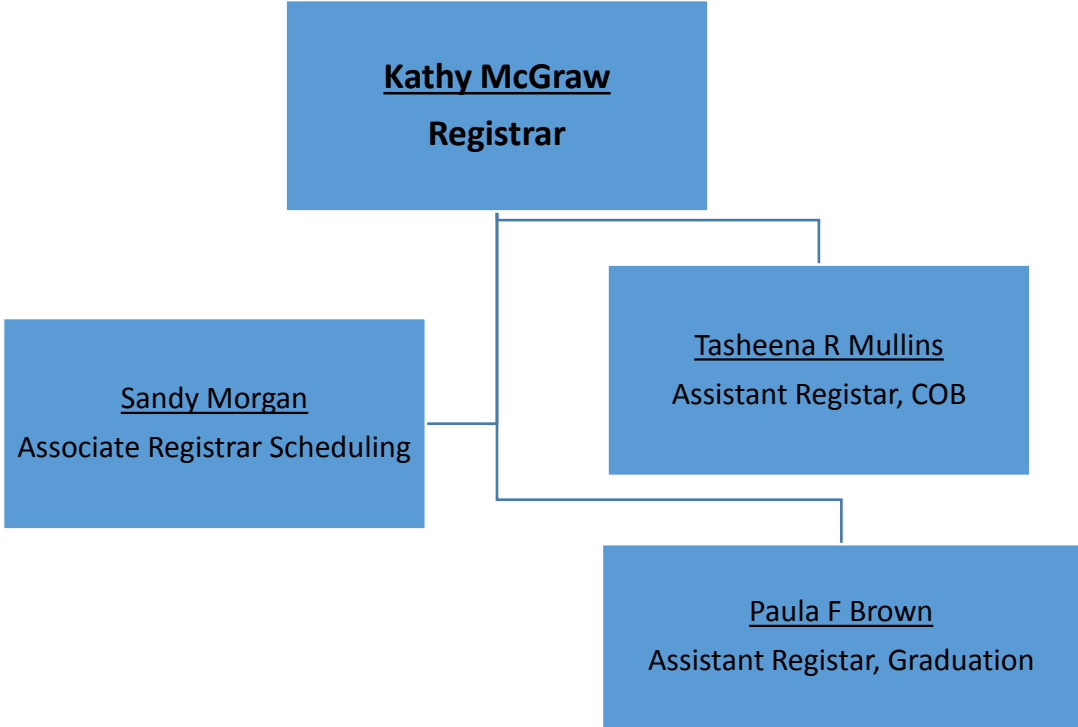 Kathy McGraw
Registrar
Tasheena R Mullins
Assistant Registar, COB
Sandy Morgan
Associate Registrar Scheduling
Paula F Brown
Assistant Registar, Graduation